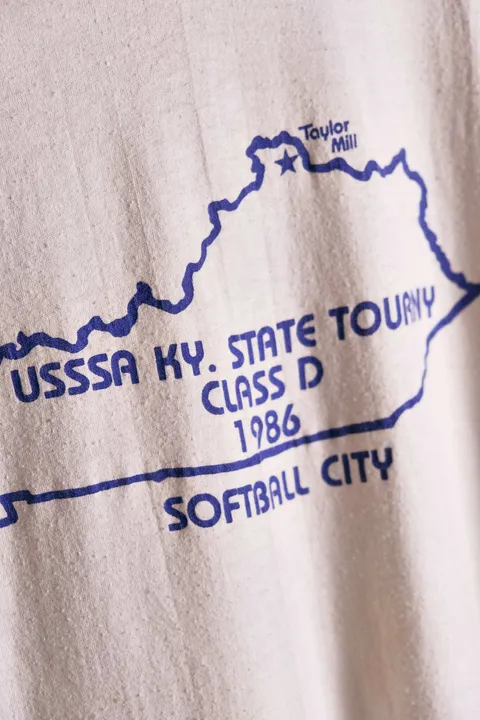 Taylor
Mill
USSSA KY. STATE TOURNY
CLASS D
1986
SOFTBALL CITY